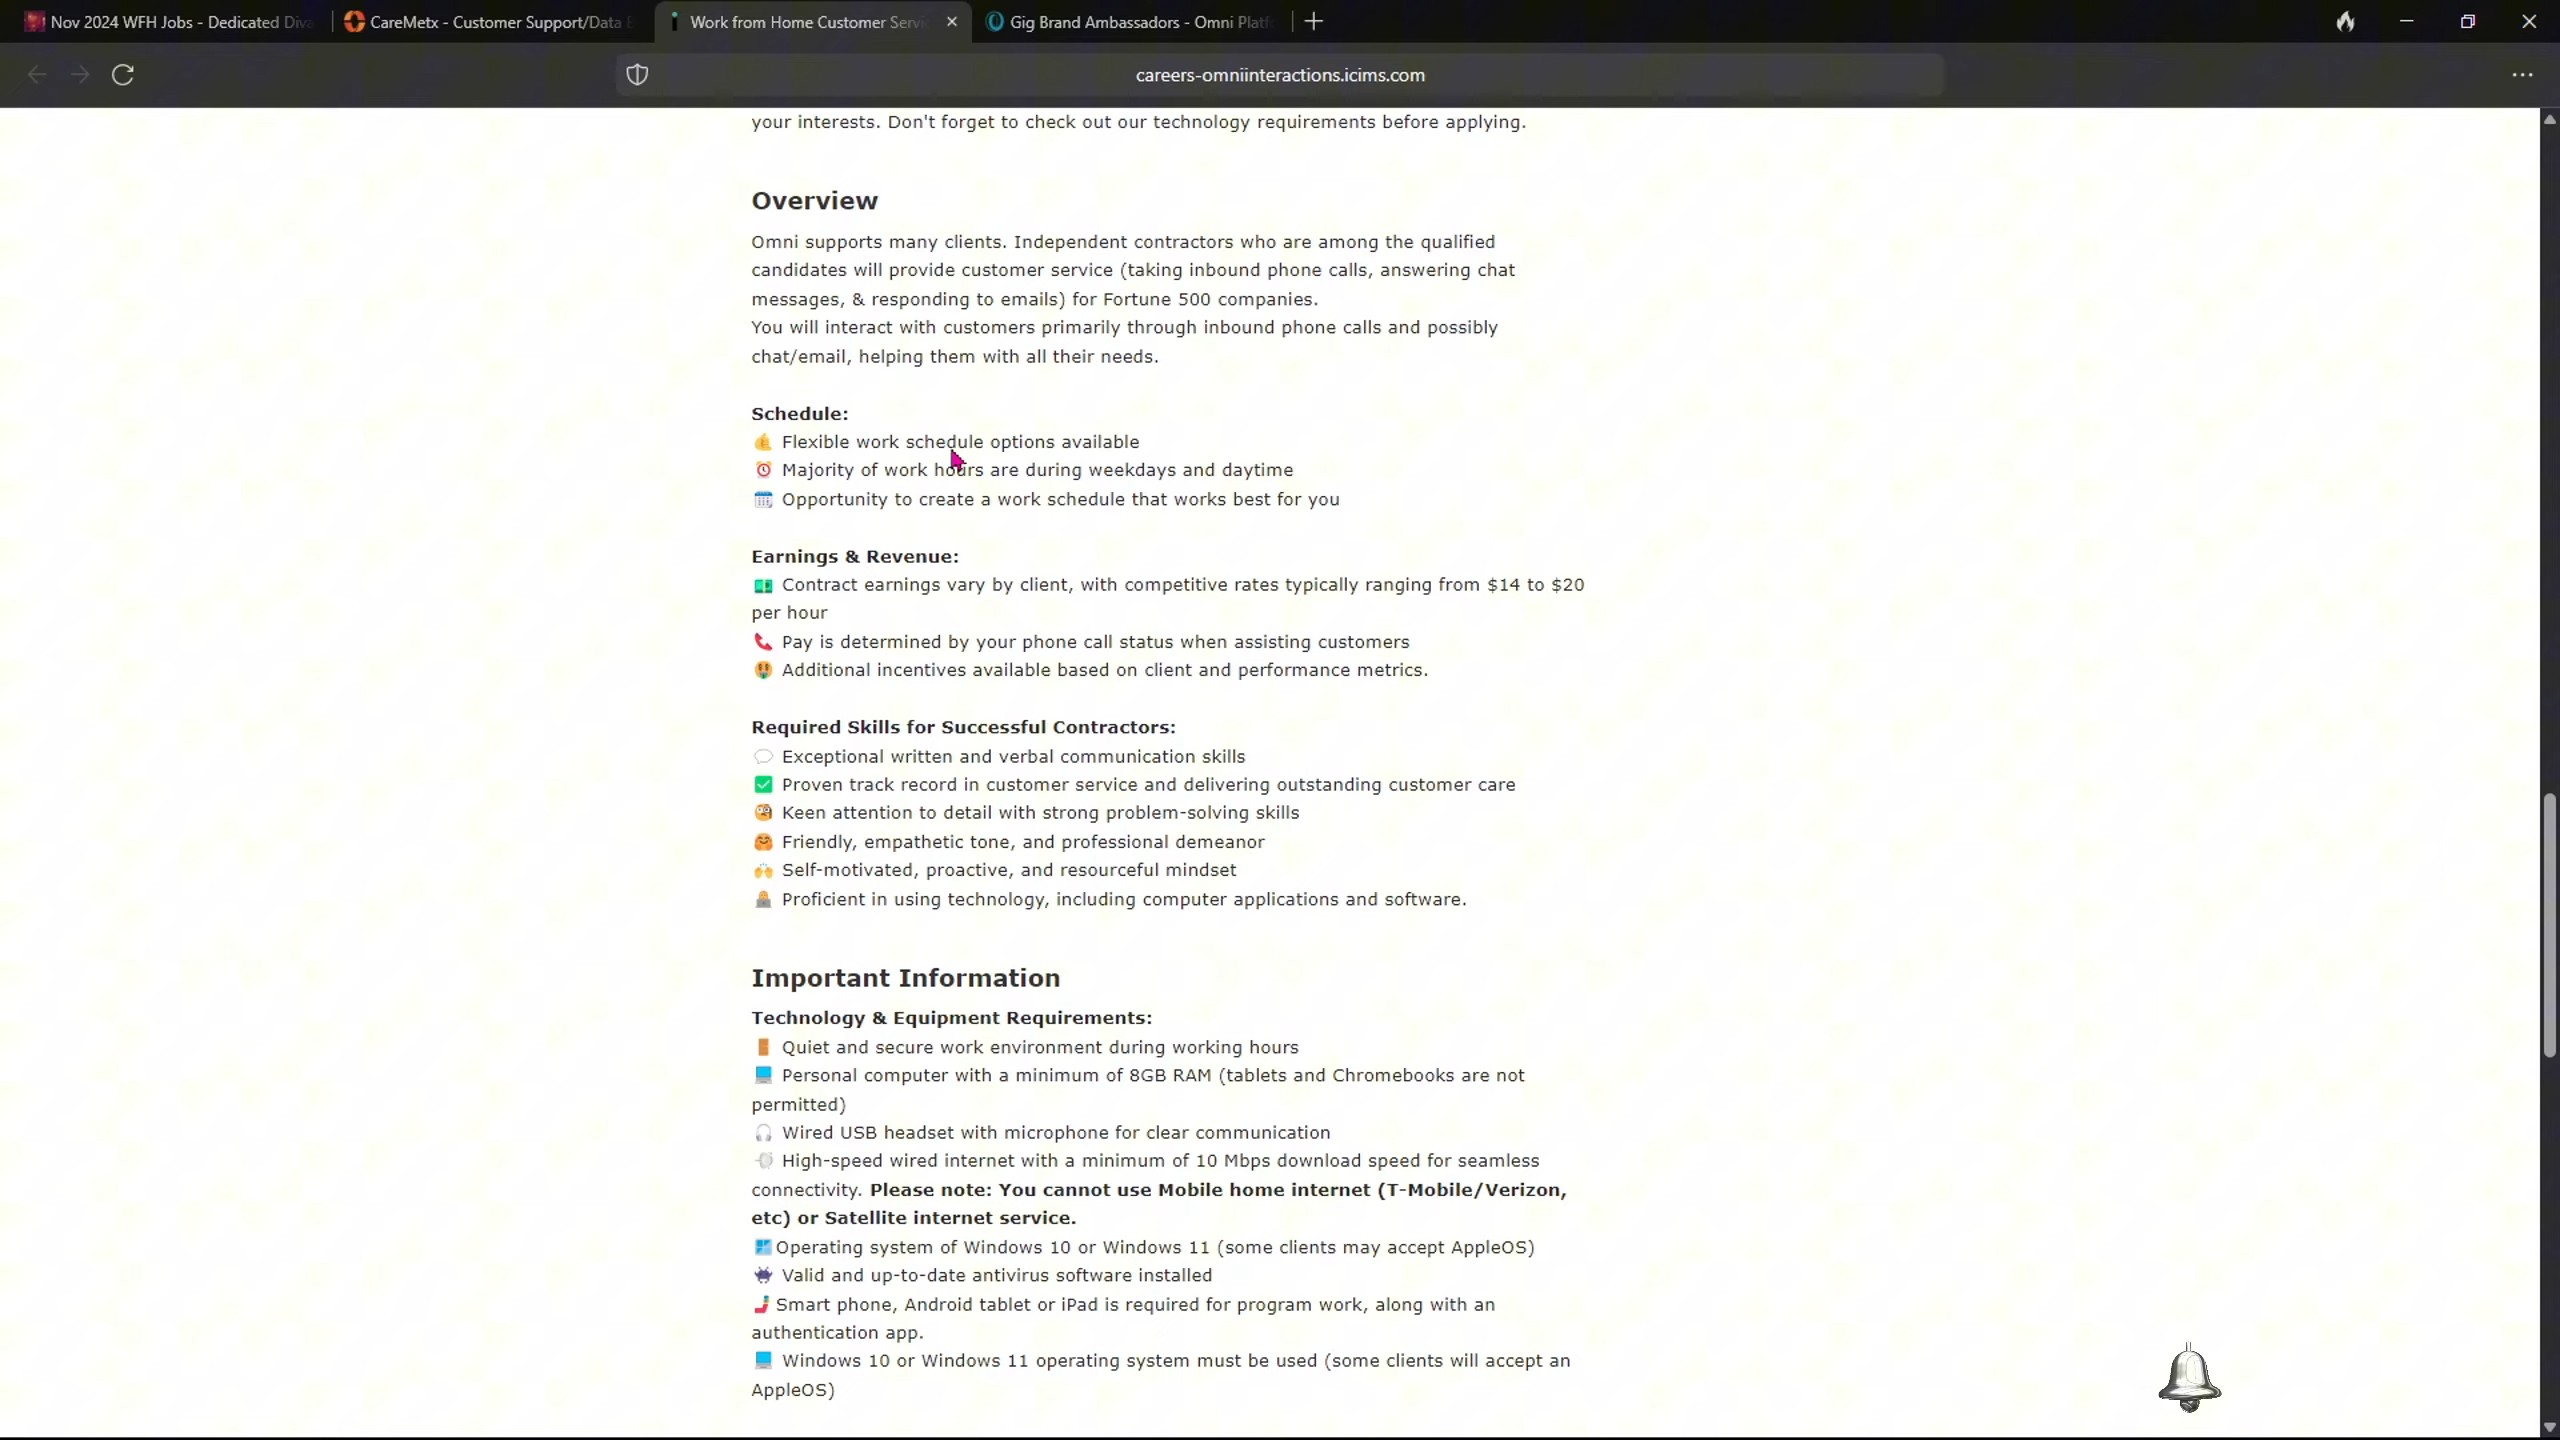 Nov 2024 WFH Jobs - Dedicated Diva
CareMetx - Customer Support/Data E
Work from Home Customer Servi
Gig Brand Ambassadors - Omni Platf
careers-omniinteractions.icims.com
your interests. Don't forget to check out our technology requirements before applying.
Overview
Omni supports many clients. Independent contractors who are among the qualified
candidates will provide customer service (taking inbound phone calls, answering chat
messages, & responding to emails) for Fortune 500 companies.
You will interact with customers primarily through inbound phone calls and possibly
chat/email, helping them with all their needs.
Schedule:
🤙 Flexible work schedule options available
⏰ Majority of work hours are during weekdays and daytime
🗓️ Opportunity to create a work schedule that works best for you
Earnings & Revenue:
💵 Contract earnings vary by client, with competitive rates typically ranging from $14 to $20
per hour
📞 Pay is determined by your phone call status when assisting customers
🤑 Additional incentives available based on client and performance metrics.
Required Skills for Successful Contractors:
💬 Exceptional written and verbal communication skills
✅ Proven track record in customer service and delivering outstanding customer care
🧐 Keen attention to detail with strong problem-solving skills
🤗 Friendly, empathetic tone, and professional demeanor
🙌 Self-motivated, proactive, and resourceful mindset
🧑‍💻 Proficient in using technology, including computer applications and software.
Important Information
Technology & Equipment Requirements:
🚪 Quiet and secure work environment during working hours
💻 Personal computer with a minimum of 8GB RAM (tablets and Chromebooks are not
permitted)
🎧 Wired USB headset with microphone for clear communication
High-speed wired internet with a minimum of 10 Mbps download speed for seamless
connectivity. Please note: You cannot use Mobile home internet (T-Mobile/Verizon,
etc) or Satellite internet service.
🪟Operating system of Windows 10 or Windows 11 (some clients may accept AppleOS)
👾 Valid and up-to-date antivirus software installed
🤳Smart phone, Android tablet or iPad is required for program work, along with an
authentication app.
💻 Windows 10 or Windows 11 operating system must be used (some clients will accept an
AppleOS)